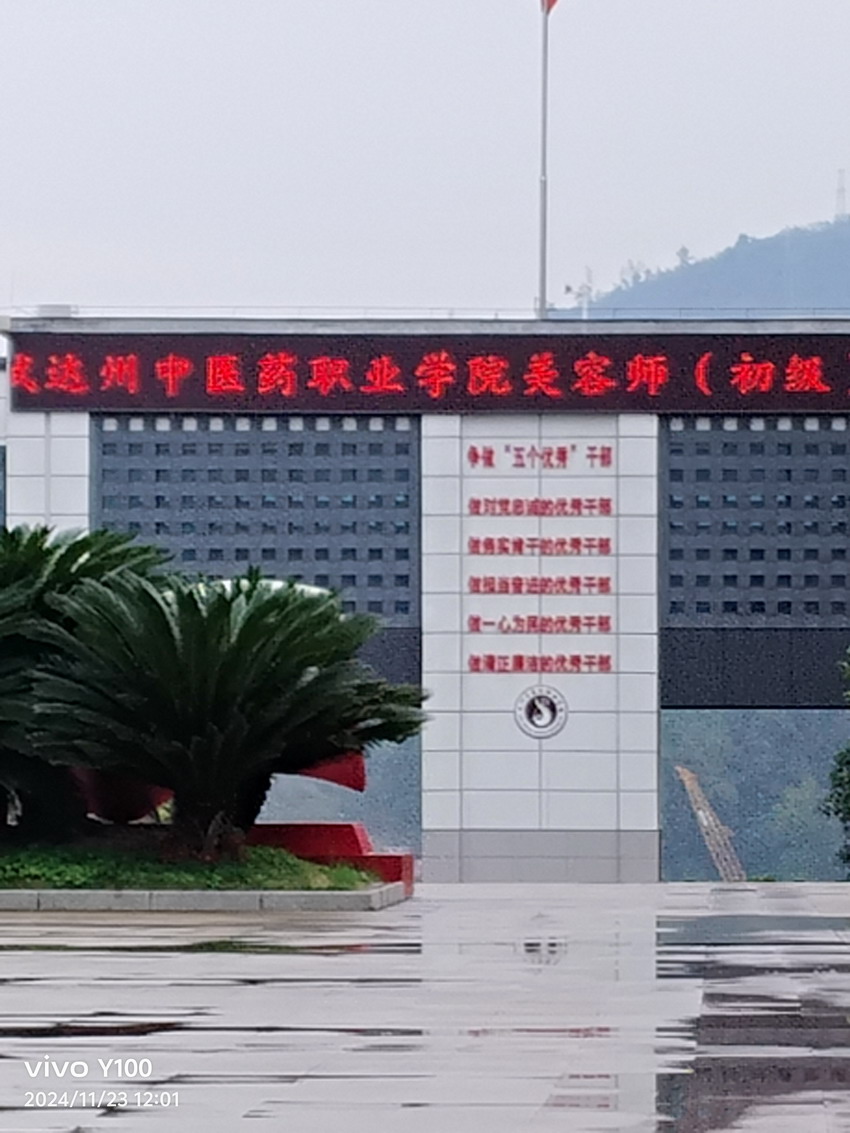 达州中医药职业学院美容师（初级）
争做“五个优秀”干部
做对党忠诚的优秀干部
做务实肯干的优秀干部
做担当奋进的优秀干部
做一心为民的优秀干部
做清正廉洁的优秀干部
vivo Y100
2024/11/23 12:01